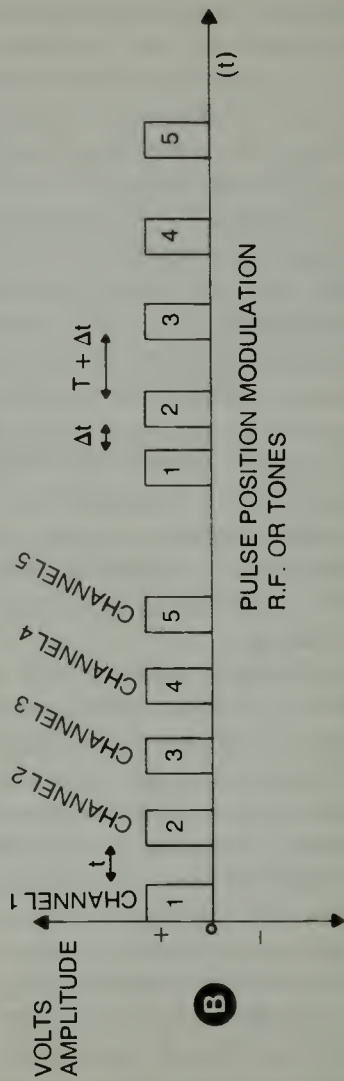 VOLTS
AMPLITUDE
CHANNEL 1
CHANNEL 2
CHANNEL 3
CHANNEL 4
CHANNEL 5
t
Δt
T + Δt
+
1 2 3 4 5 1 2 3 4 5
o
(t)
−
B
PULSE POSITION MODULATION
R.F. OR TONES